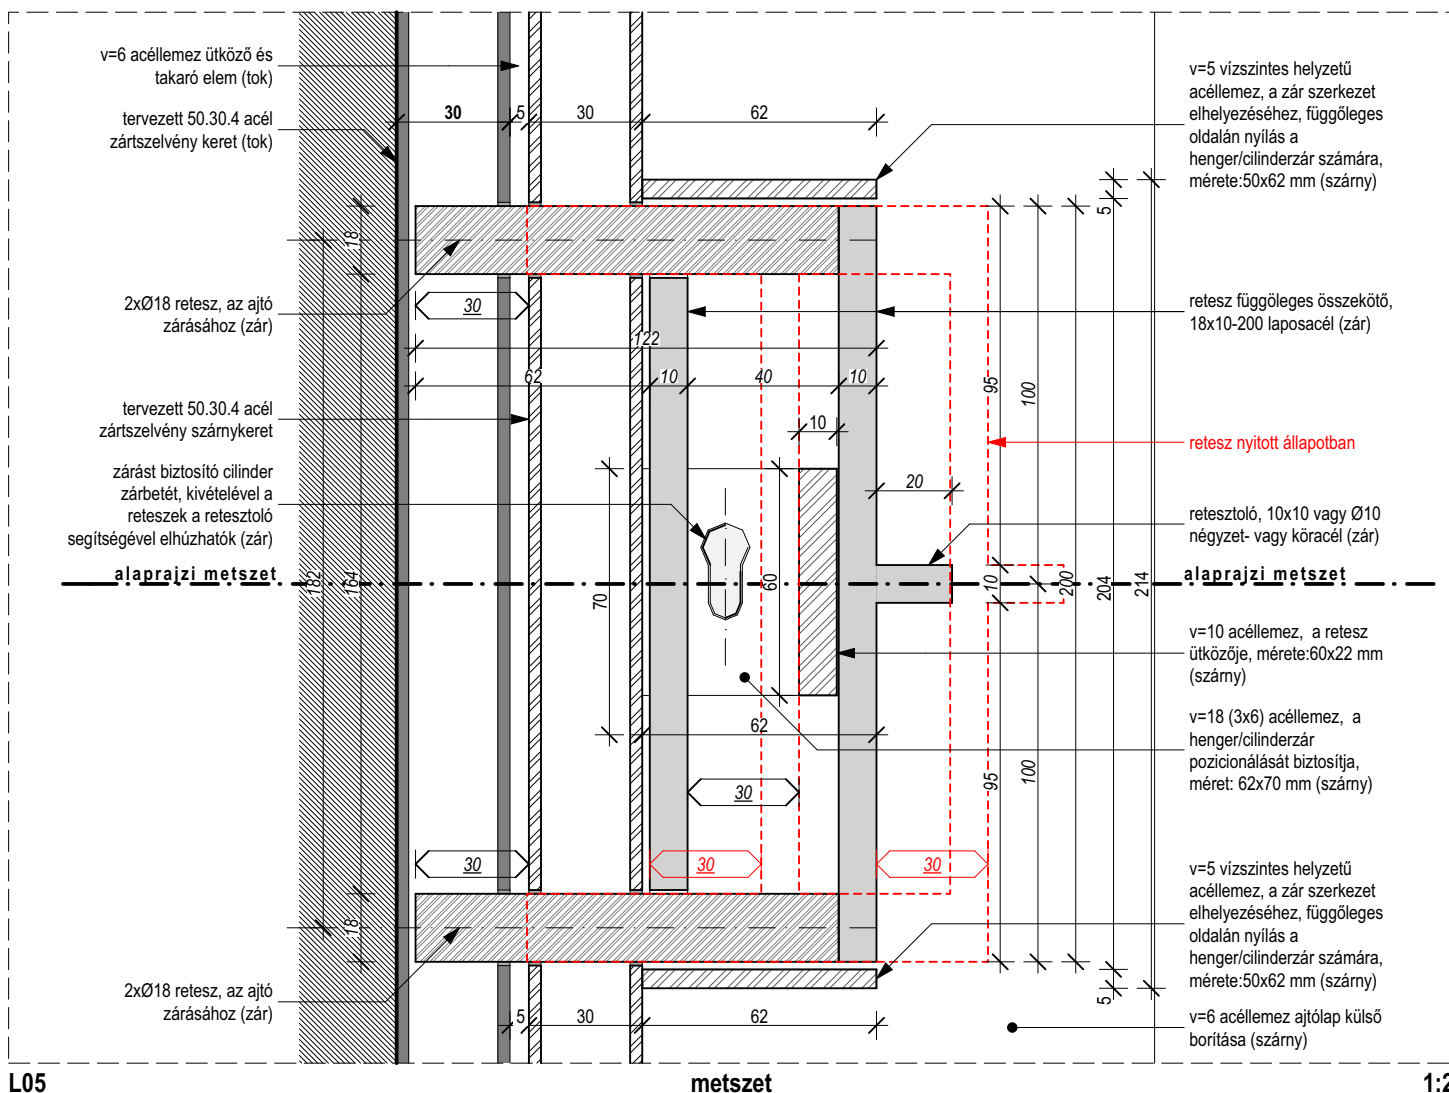 v=6 acéllemez ütköző és
takaró elem (tok)
tervezett 50.30.4 acél
zártszelvény keret (tok)
2xØ18 retesz, az ajtó
zárásához (zár)
tervezett 50.30.4 acél
zártszelvény szárnykeret
zárást biztosító cilinder
zárbetét, kivételével a
reteszek a retesztoló
segítségével elhúzhatók (zár)
alaprajzi metszet
2xØ18 retesz, az ajtó
zárásához (zár)
30
5
30
62
18
30
122
62
10
40
10
10
20
182
164
70
60
62
30
30
30
30
18
5
30
62
5
95
100
10
200
204
214
95
100
5
v=5 vízszintes helyzetű
acéllemez, a zár szerkezet
elhelyezéséhez, függőleges
oldalán nyílás a
henger/cilinderzár számára,
mérete:50x62 mm (szárny)
retesz függöleges összekötő,
18x10-200 laposacél (zár)
retesz nyitott állapotban
retesztoló, 10x10 vagy Ø10
négyzet- vagy köracél (zár)
alaprajzi metszet
v=10 acéllemez, a retesz
ütközője, mérete:60x22 mm
(szárny)
v=18 (3x6) acéllemez, a
henger/cilinderzár
pozicionálását biztosítja,
méret: 62x70 mm (szárny)
v=5 vízszintes helyzetű
acéllemez, a zár szerkezet
elhelyezéséhez, függőleges
oldalán nyílás a
henger/cilinderzár számára,
mérete:50x62 mm (szárny)
v=6 acéllemez ajtólap külső
borítása (szárny)
L05
metszet
1:2